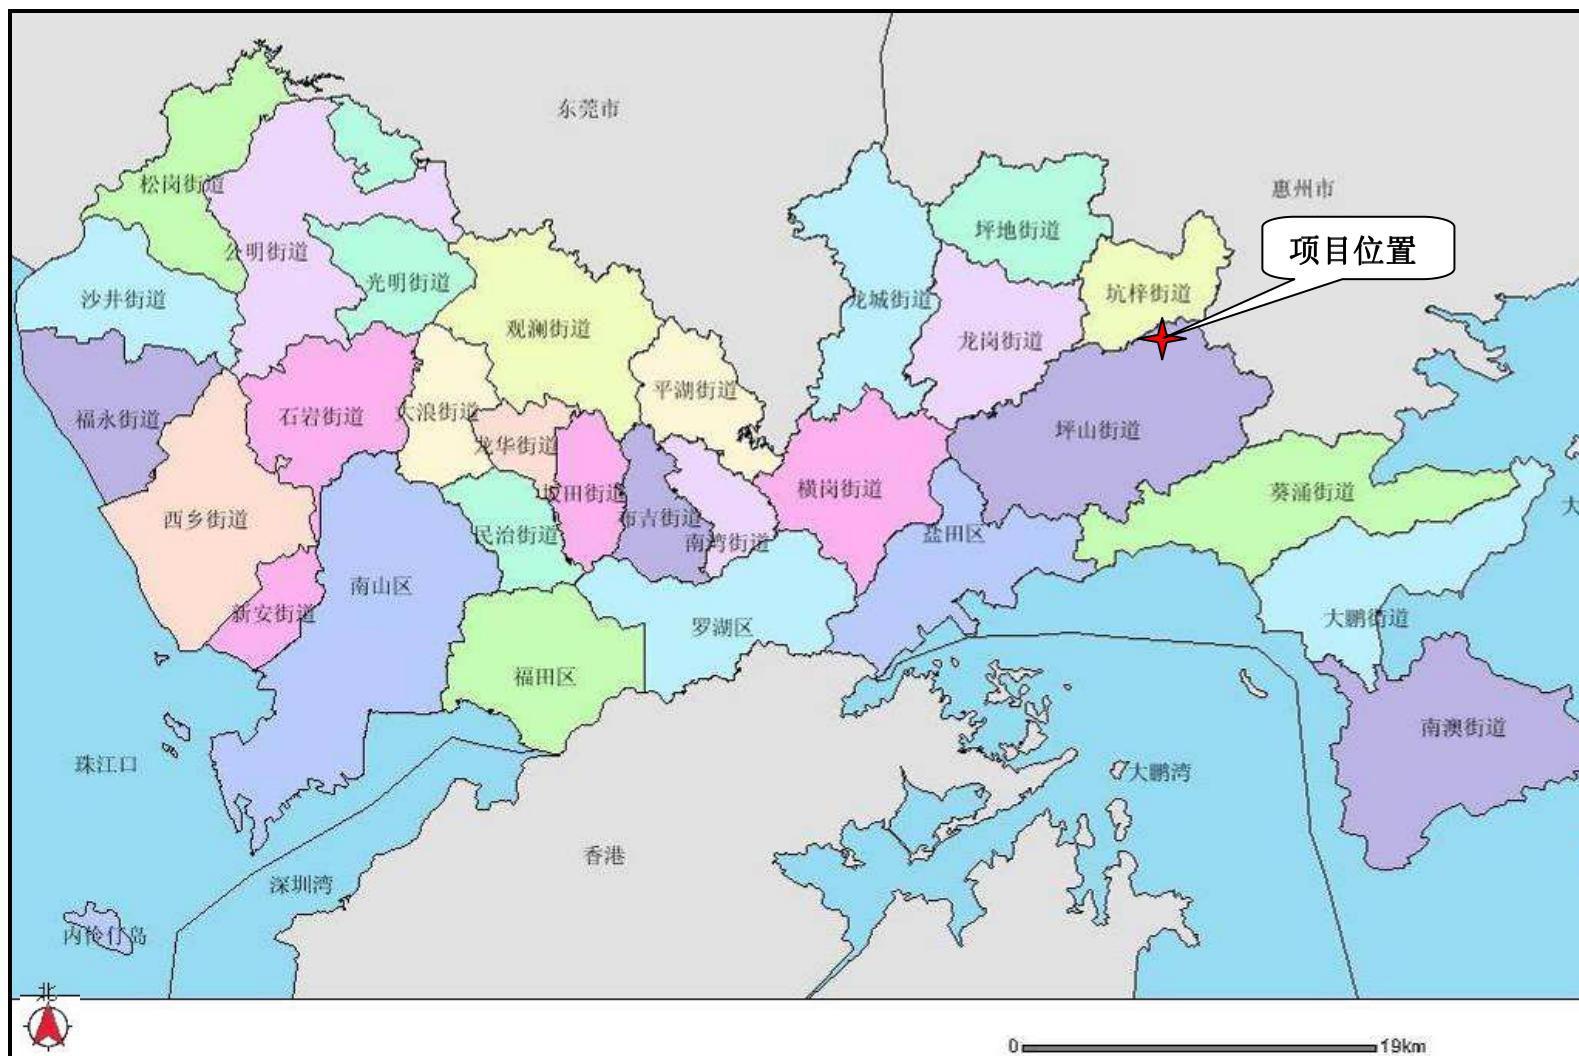 东莞市
惠州市
松岗街道
坪地街道
公明街道
项目位置
光明街道
沙井街道
龙城街道
坑梓街道
观澜街道
龙岗街道
平湖街道
福永街道
石岩街道
大浪街道
龙华街道
坪山街道
横岗街道
坂田街道
葵涌街道
西乡街道
布吉街道
民治街道
南湾街道
盐田区
大
南山区
新安街道
罗湖区
大鹏街道
福田区
南澳街道
珠江口
大鹏湾
香港
深圳湾
内伶仃岛
北
0
19km